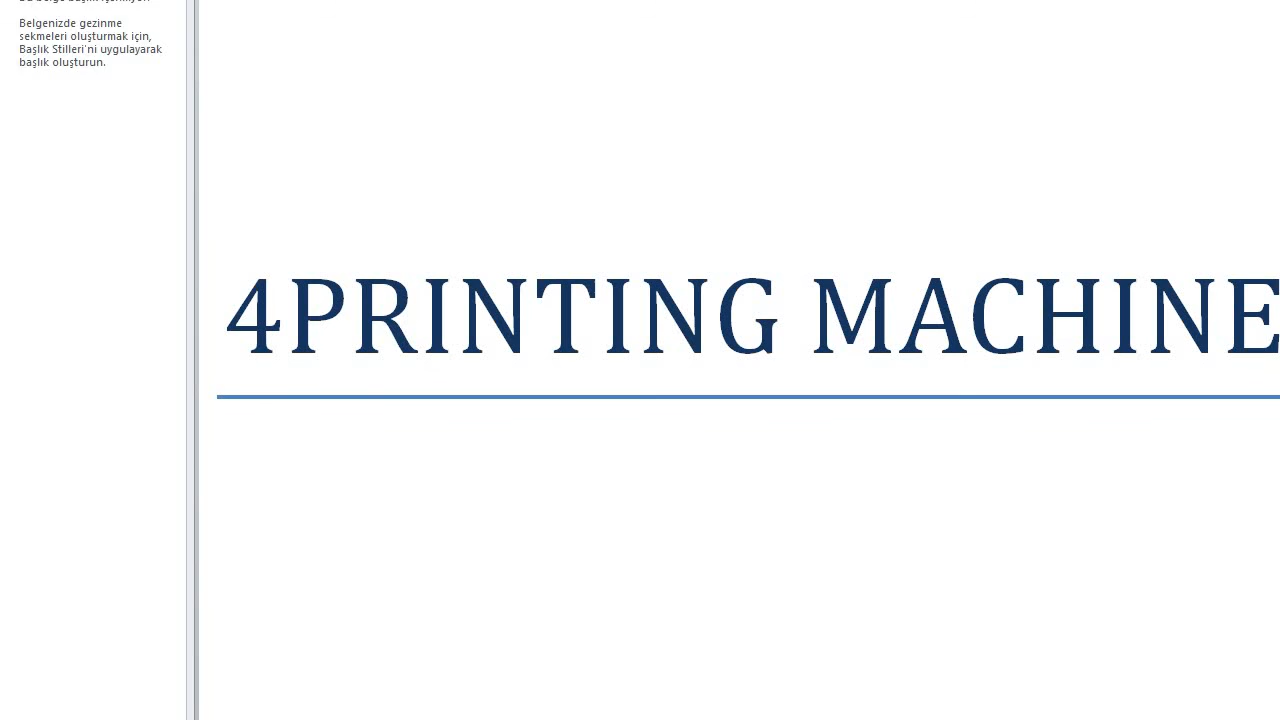 Belgenizde gezinme
sekmeleri oluşturmak için,
Başlık Stilleri'ni uygulayarak
başlık oluşturun.
4PRINTING MACHINE